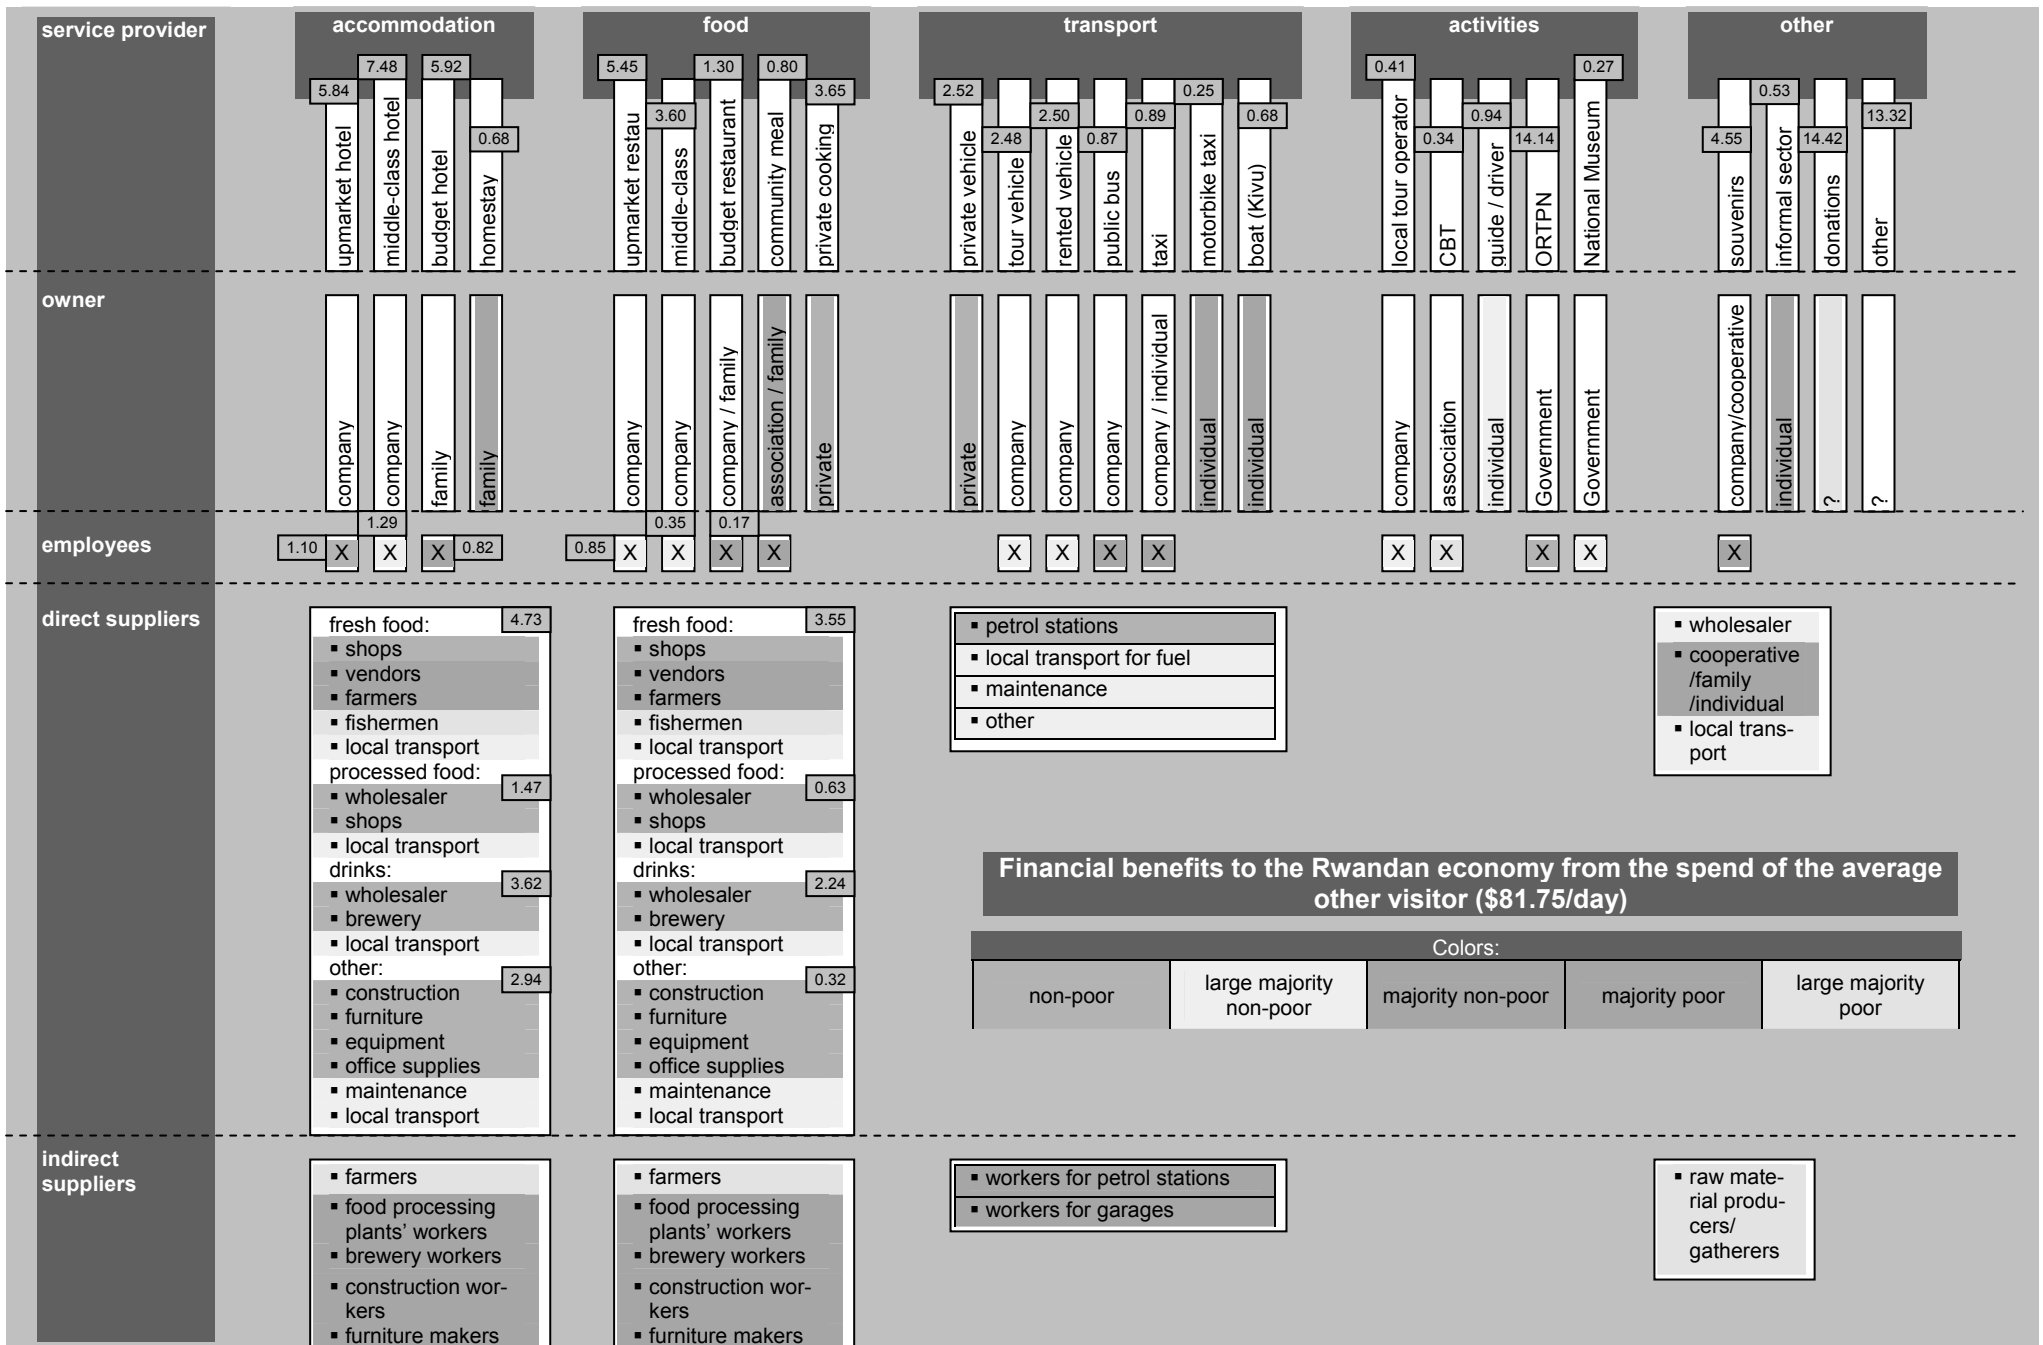 service provider
accommodation
food
transport
activities
other
5.84
7.48
5.92
0.68
5.45
3.60
1.30
0.80
3.65
2.52
2.48
2.50
0.87
0.89
0.25
0.68
0.41
0.34
0.94
14.14
0.27
4.55
0.53
14.42
13.32
upmarket hotel
middle-class hotel
budget hotel
homestay
upmarket restau
middle-class
budget restaurant
community meal
private cooking
private vehicle
tour vehicle
rented vehicle
public bus
taxi
motorbike taxi
boat (Kivu)
local tour operator
CBT
guide / driver
ORTPN
National Museum
souvenirs
informal sector
donations
other
owner
company
company
family
family
company
company
company / family
association / family
private
private
company
company
company
company / individual
individual
individual
company
association
individual
Government
Government
company/cooperative
individual
?
?
employees
1.10
X
1.29
X
X
0.82
0.85
X
0.35
X
0.17
X
X
X
X
X
X
X
X
X
X
X
direct suppliers
fresh food:
4.73
▪ shops
▪ vendors
▪ farmers
▪ fishermen
▪ local transport
processed food:
1.47
▪ wholesaler
▪ shops
▪ local transport
drinks:
3.62
▪ wholesaler
▪ brewery
▪ local transport
other:
2.94
▪ construction
▪ furniture
▪ equipment
▪ office supplies
▪ maintenance
▪ local transport
fresh food:
3.55
▪ shops
▪ vendors
▪ farmers
▪ fishermen
▪ local transport
processed food:
0.63
▪ wholesaler
▪ shops
▪ local transport
drinks:
2.24
▪ wholesaler
▪ brewery
▪ local transport
other:
0.32
▪ construction
▪ furniture
▪ equipment
▪ office supplies
▪ maintenance
▪ local transport
▪ petrol stations
▪ local transport for fuel
▪ maintenance
▪ other
▪ wholesaler
▪ cooperative
/family
/individual
▪ local trans-
port
Financial benefits to the Rwandan economy from the spend of the average
other visitor ($81.75/day)
Colors:
non-poor
large majority
non-poor
majority non-poor
majority poor
large majority
poor
indirect
suppliers
▪ farmers
▪ food processing
plants’ workers
▪ brewery workers
▪ construction wor-
kers
▪ furniture makers
▪ farmers
▪ food processing
plants’ workers
▪ brewery workers
▪ construction wor-
kers
▪ furniture makers
▪ workers for petrol stations
▪ workers for garages
▪ raw mate-
rial produ-
cers/
gatherers